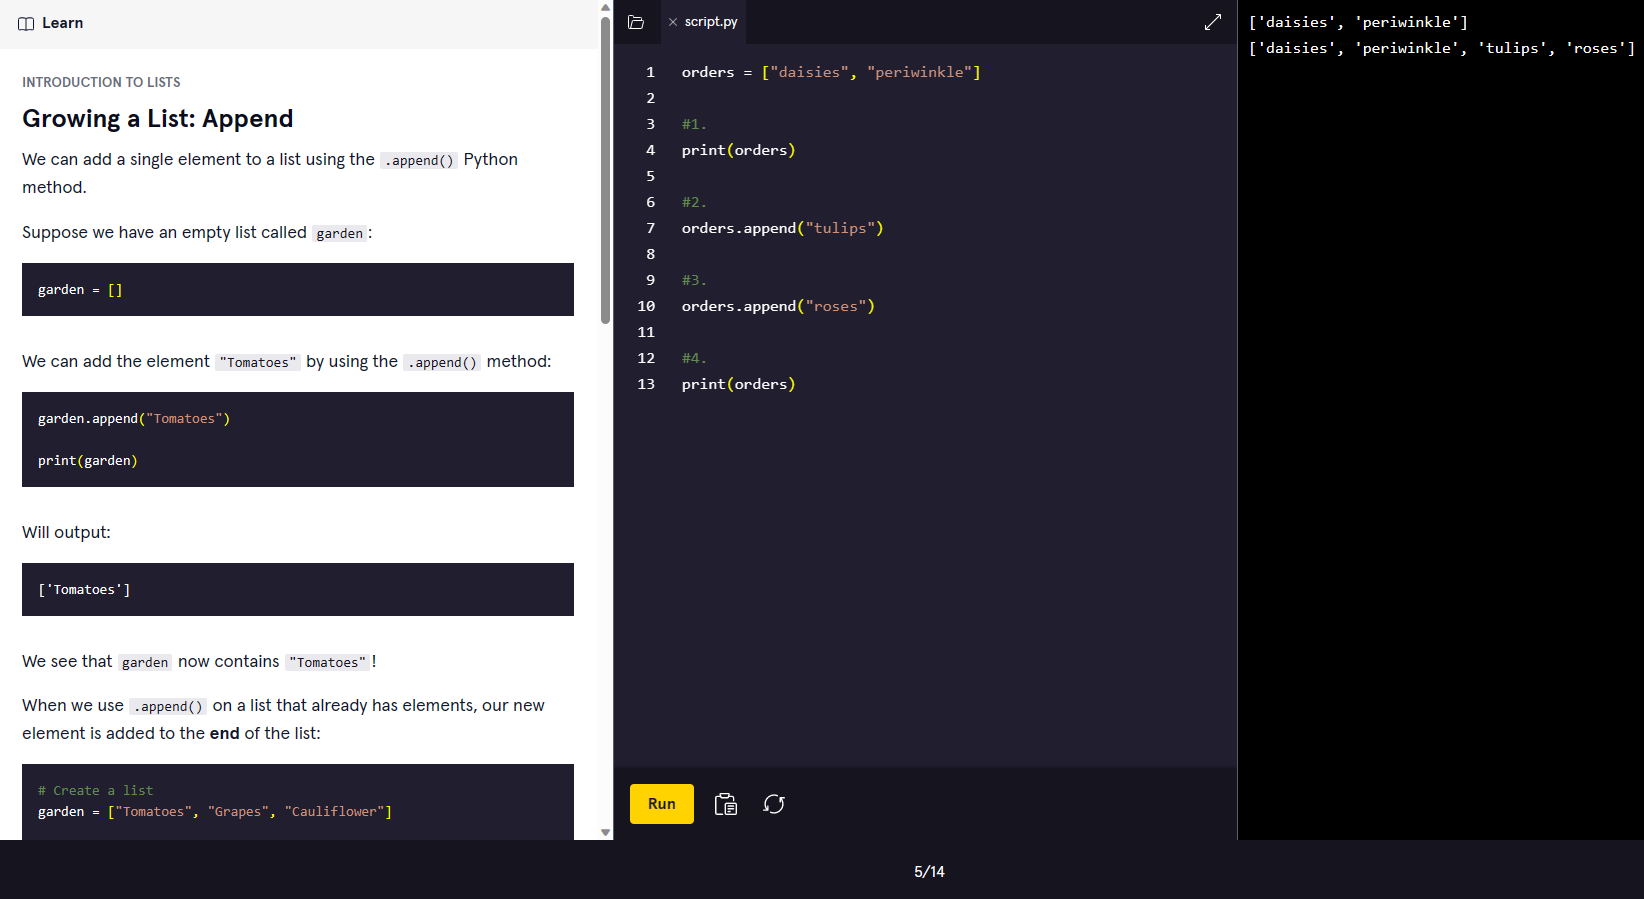 Learn
INTRODUCTION TO LISTS
Growing a List: Append
We can add a single element to a list using the .append() Python
method.
Suppose we have an empty list called garden:
garden = []
We can add the element "Tomatoes" by using the .append() method:
garden.append("Tomatoes")
print(garden)
Will output:
['Tomatoes']
We see that garden now contains "Tomatoes"!
When we use .append() on a list that already has elements, our new
element is added to the end of the list:
# Create a list
garden = ["Tomatoes", "Grapes", "Cauliflower"]
script.py
1 orders = ["daisies", "periwinkle"]
2
3 #1.
4 print(orders)
5
6 #2.
7 orders.append("tulips")
8
9 #3.
10 orders.append("roses")
11
12 #4.
13 print(orders)
Run
['daisies', 'periwinkle']
['daisies', 'periwinkle', 'tulips', 'roses']
5/14